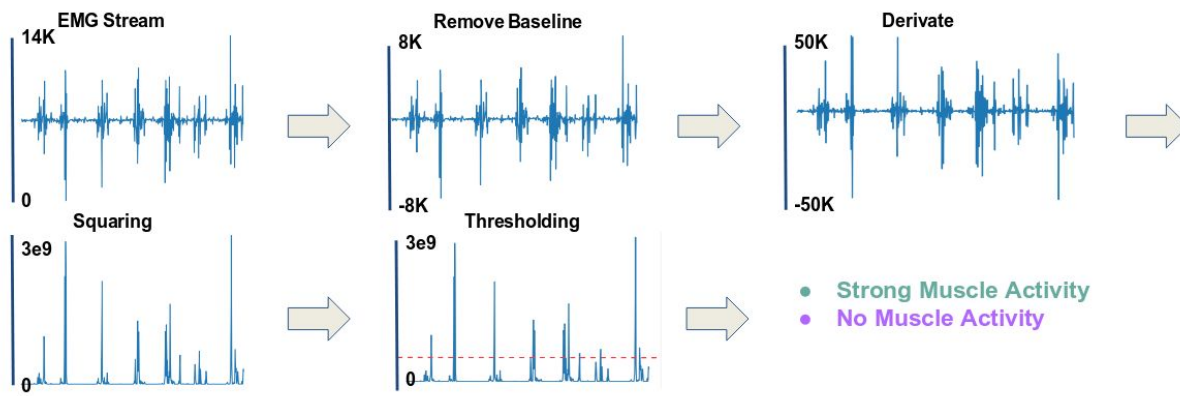 EMG Stream
14K
0
Remove Baseline
8K
-8K
Derivate
50K
-50K
Squaring
3e9
0
Thresholding
3e9
0
Strong Muscle Activity
No Muscle Activity